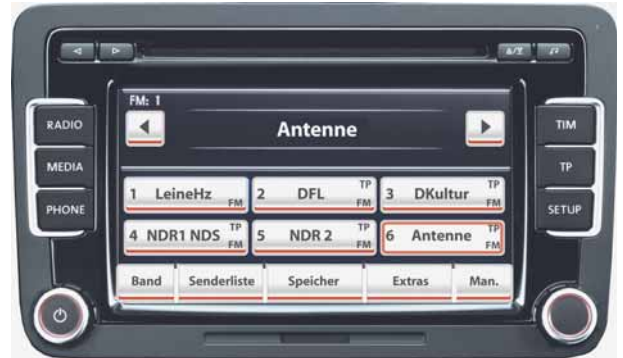 FM: 1
Antenne
RADIO
MEDIA
PHONE
TIM
TP
SETUP
1 LeineHz FM
2 DFL TP FM
3 DKultur TP FM
4 NDR1 NDS TP FM
5 NDR 2 TP FM
6 Antenne TP FM
Band Senderliste Speicher Extras Man.